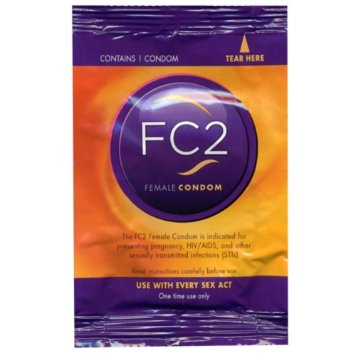 CONTAINS 1 CONDOM
TEAR HERE
FC2
FEMALE CONDOM
The FC2 Female Condom is indicated for
preventing pregnancy, HIV/AIDS, and other
sexually transmitted infections (STIs)
Read instructions carefully before use
USE WITH EVERY SEX ACT
One time use only